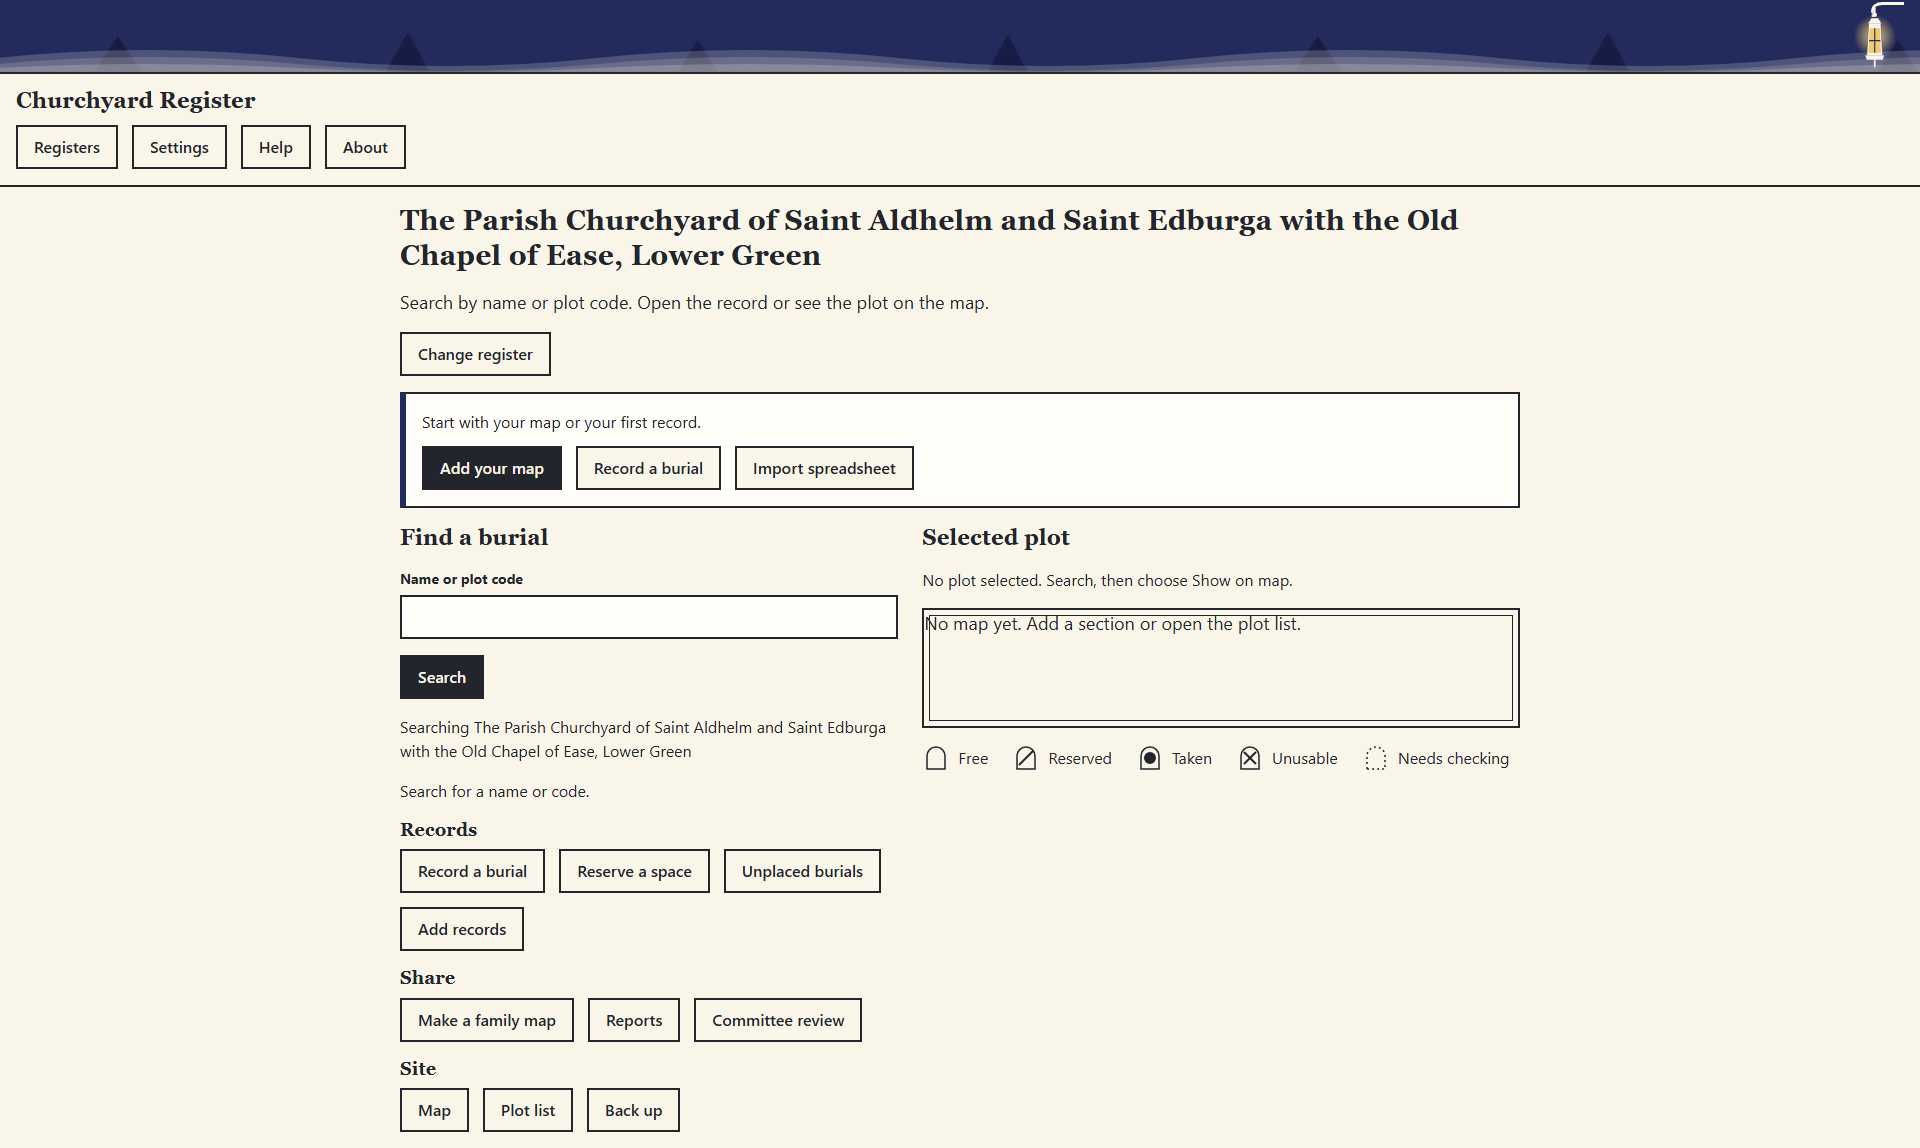 Churchyard Register
Registers
Settings
Help
About
The Parish Churchyard of Saint Aldhelm and Saint Edburga with the Old
Chapel of Ease, Lower Green
Search by name or plot code. Open the record or see the plot on the map.
Change register
Start with your map or your first record.
Add your map
Record a burial
Import spreadsheet
Find a burial
Name or plot code
Search
Searching The Parish Churchyard of Saint Aldhelm and Saint Edburga
with the Old Chapel of Ease, Lower Green
Search for a name or code.
Records
Record a burial
Reserve a space
Unplaced burials
Add records
Share
Make a family map
Reports
Committee review
Site
Map
Plot list
Back up
Selected plot
No plot selected. Search, then choose Show on map.
No map yet. Add a section or open the plot list.
Free
Reserved
Taken
Unusable
Needs checking